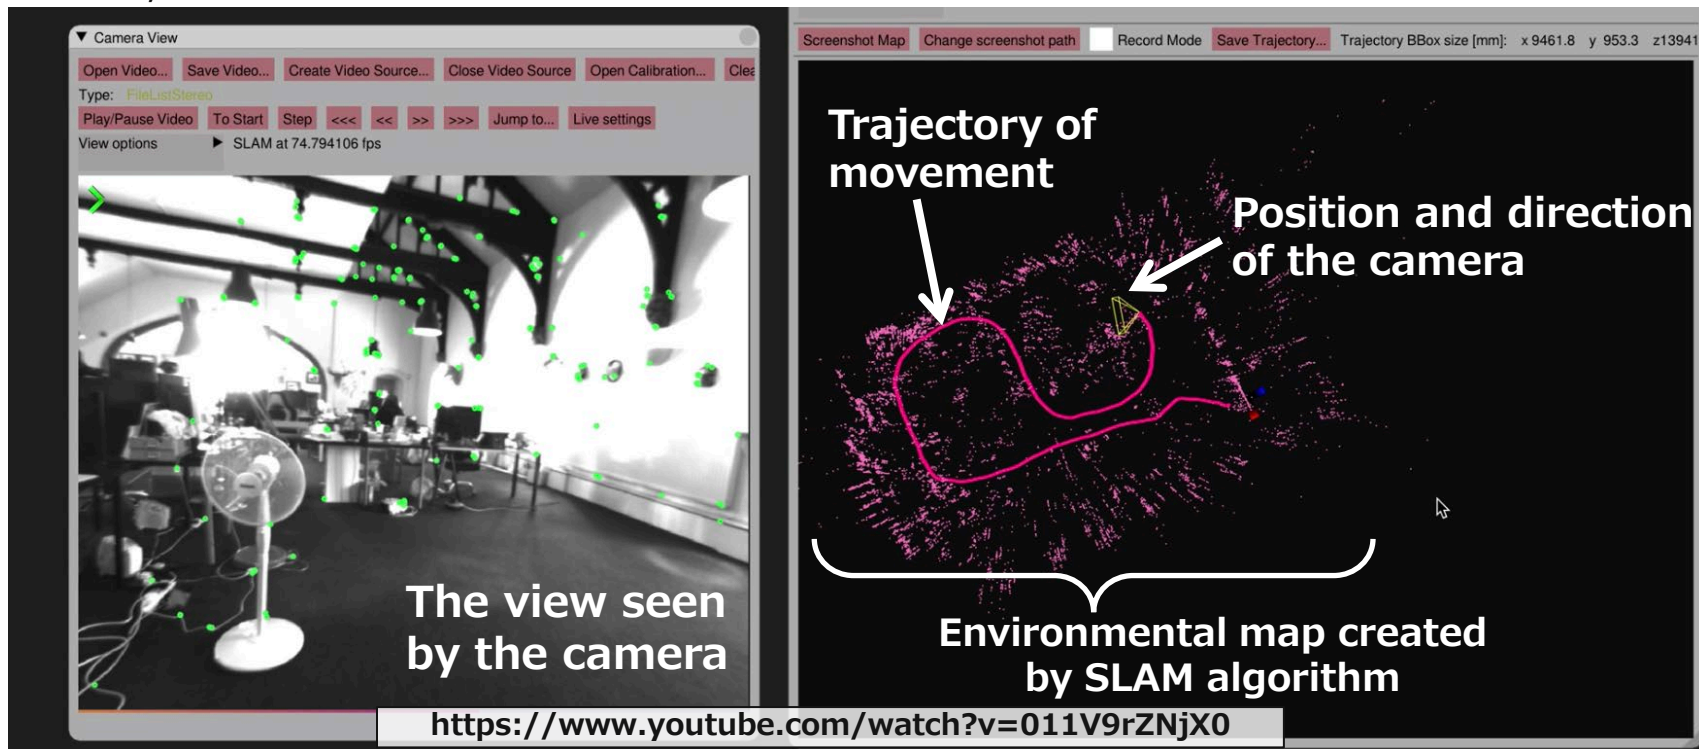 Camera View
Open Video... Save Video... Create Video Source... Close Video Source Open Calibration...
Type: FileListStereo
Play/Pause Video To Start Step <<< << >> >>> Jump to... Live settings
View options ▶ SLAM at 74.794106 fps
The view seen
by the camera
Screenshot Map Change screenshot path Record Mode Save Trajectory... Trajectory BBox size [mm]: x 9461.8 y 953.3 z13941
Trajectory of
movement
Position and direction
of the camera
Environmental map created
by SLAM algorithm
https://www.youtube.com/watch?v=011V9rZNjX0